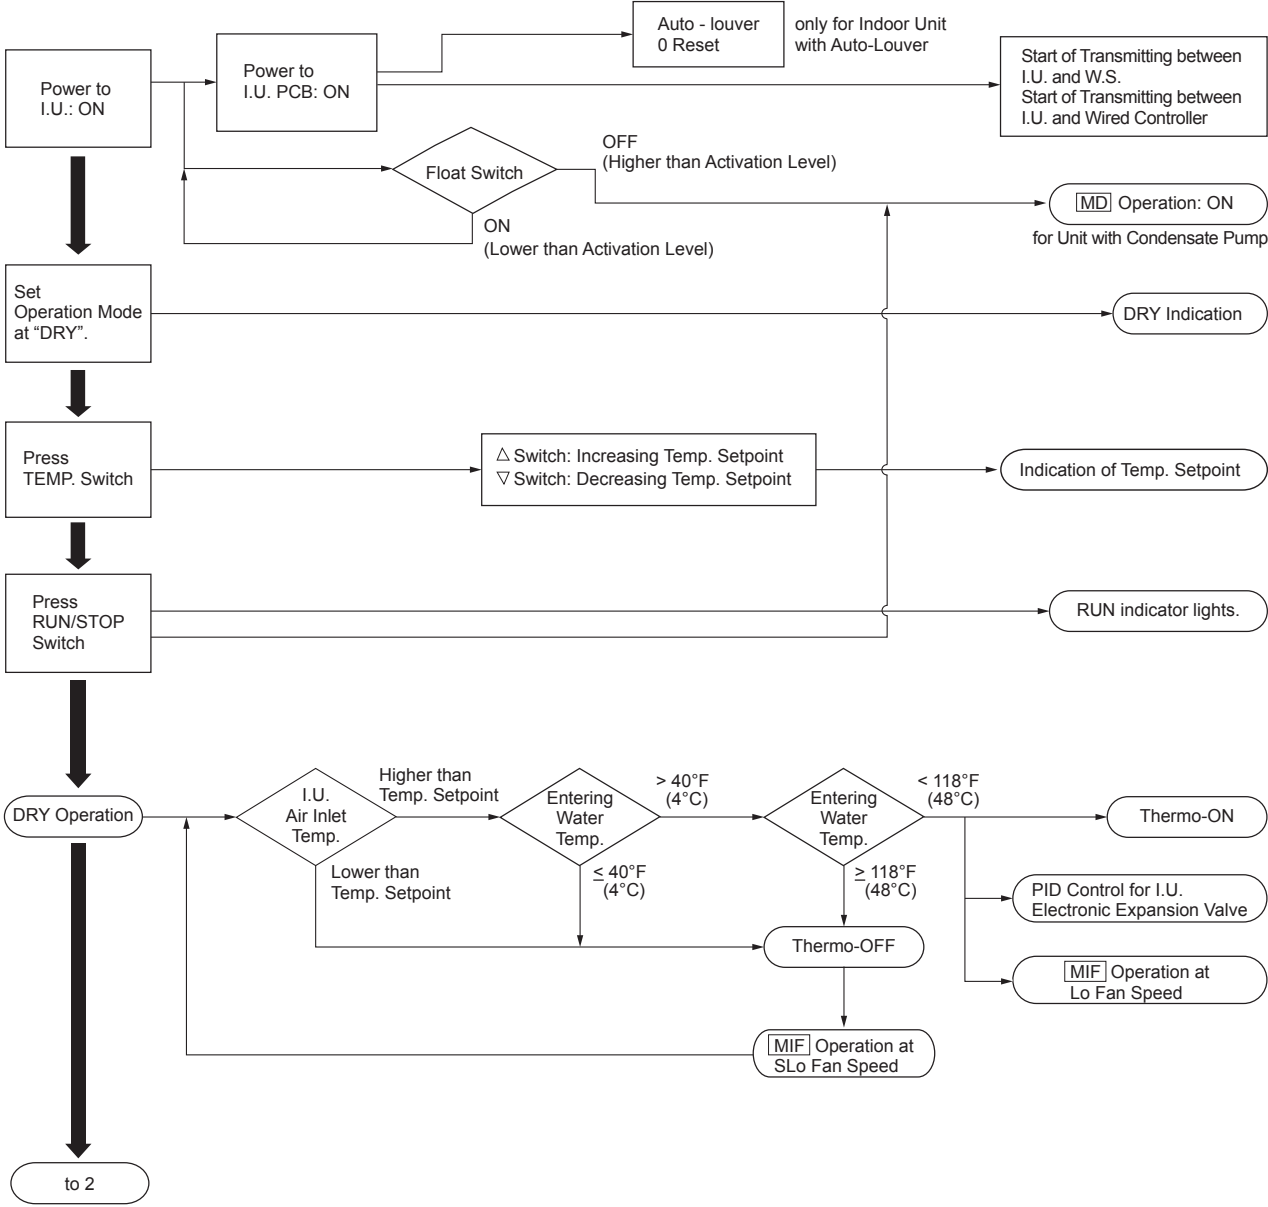 Auto - louver
0 Reset
only for Indoor Unit
with Auto-Louver
Power to
I.U.: ON
Power to
I.U. PCB: ON
Start of Transmitting between
I.U. and W.S.
Start of Transmitting between
I.U. and Wired Controller
Float Switch
OFF
(Higher than Activation Level)
ON
(Lower than Activation Level)
MD Operation: ON
for Unit with Condensate Pump
Set
Operation Mode
at “DRY”.
DRY Indication
Press
TEMP. Switch
△ Switch: Increasing Temp. Setpoint
▽ Switch: Decreasing Temp. Setpoint
Indication of Temp. Setpoint
Press
RUN/STOP
Switch
RUN indicator lights.
DRY Operation
I.U.
Air Inlet
Temp.
Higher than
Temp. Setpoint
Lower than
Temp. Setpoint
Entering
Water
Temp.
> 40°F
(4°C)
≤ 40°F
(4°C)
Entering
Water
Temp.
< 118°F
(48°C)
≥ 118°F
(48°C)
Thermo-ON
PID Control for I.U.
Electronic Expansion Valve
MIF Operation at
Lo Fan Speed
Thermo-OFF
MIF Operation at
SLo Fan Speed
to 2